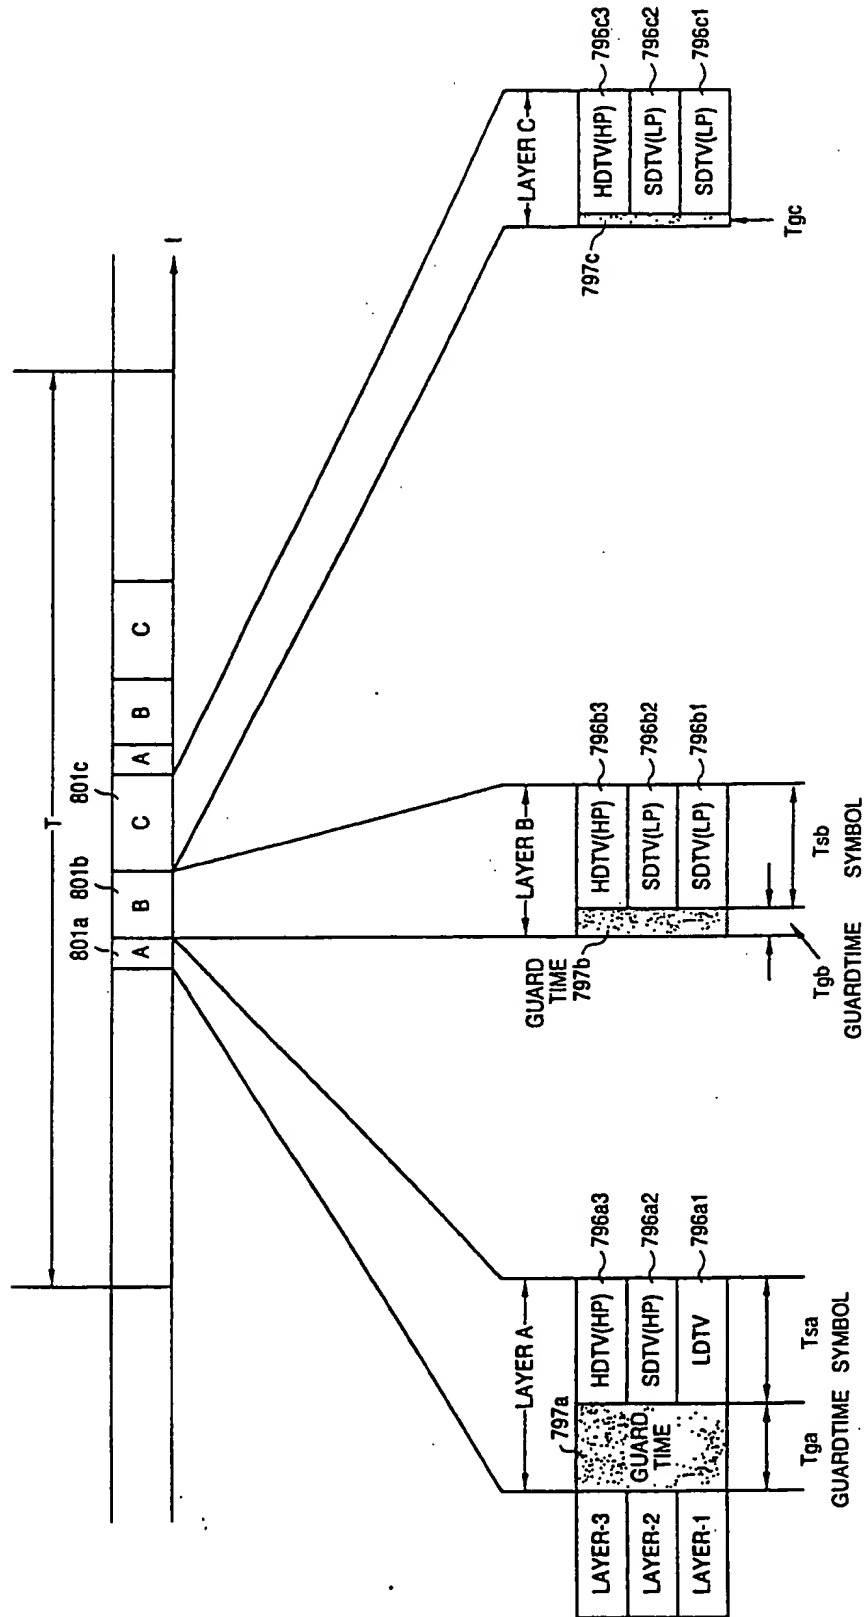 T
801a
801b
801c
A
B
C
A
B
C
t
LAYER A
LAYER B
LAYER C
797a
GUARD
TIME
LAYER-3
LAYER-2
LAYER-1
HDTV(HP)
SDTV(HP)
LDTV
796a3
796a2
796a1
Tga
GUARDTIME
Tsa
SYMBOL
GUARD
TIME
797b
HDTV(HP)
SDTV(LP)
SDTV(LP)
796b3
796b2
796b1
Tgb
GUARDTIME
Tsb
SYMBOL
797c
HDTV(HP)
SDTV(LP)
SDTV(LP)
796c3
796c2
796c1
Tgc